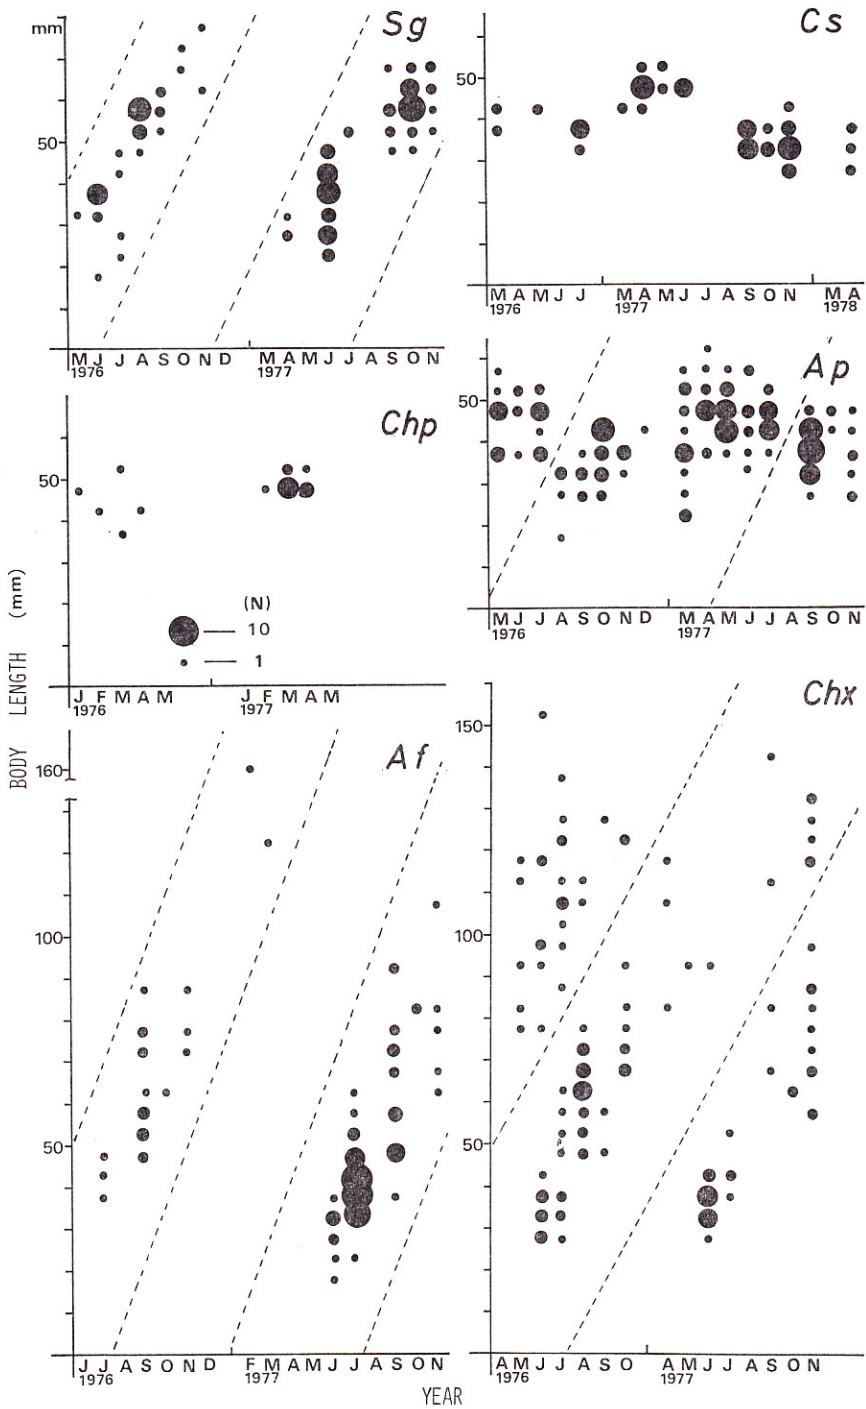 mm
50
Sg
M J J A S O N D M A M J J A S O N
1976 1977
50
Cs
M A M J J M A M J J A S O N M A
1976 1977 1978
50
Chp
(N)
10
1
J F M A M J F M A M
1976 1977
50
Ap
M J J A S O N D M A M J J A S O N
1976 1977
160
100
50
Af
J J A S O N D F M A M J J A S O N
1976 1977
150
100
50
Chx
A M J J A S O A M J J A S O N
1976 1977
BODY LENGTH (mm)
YEAR